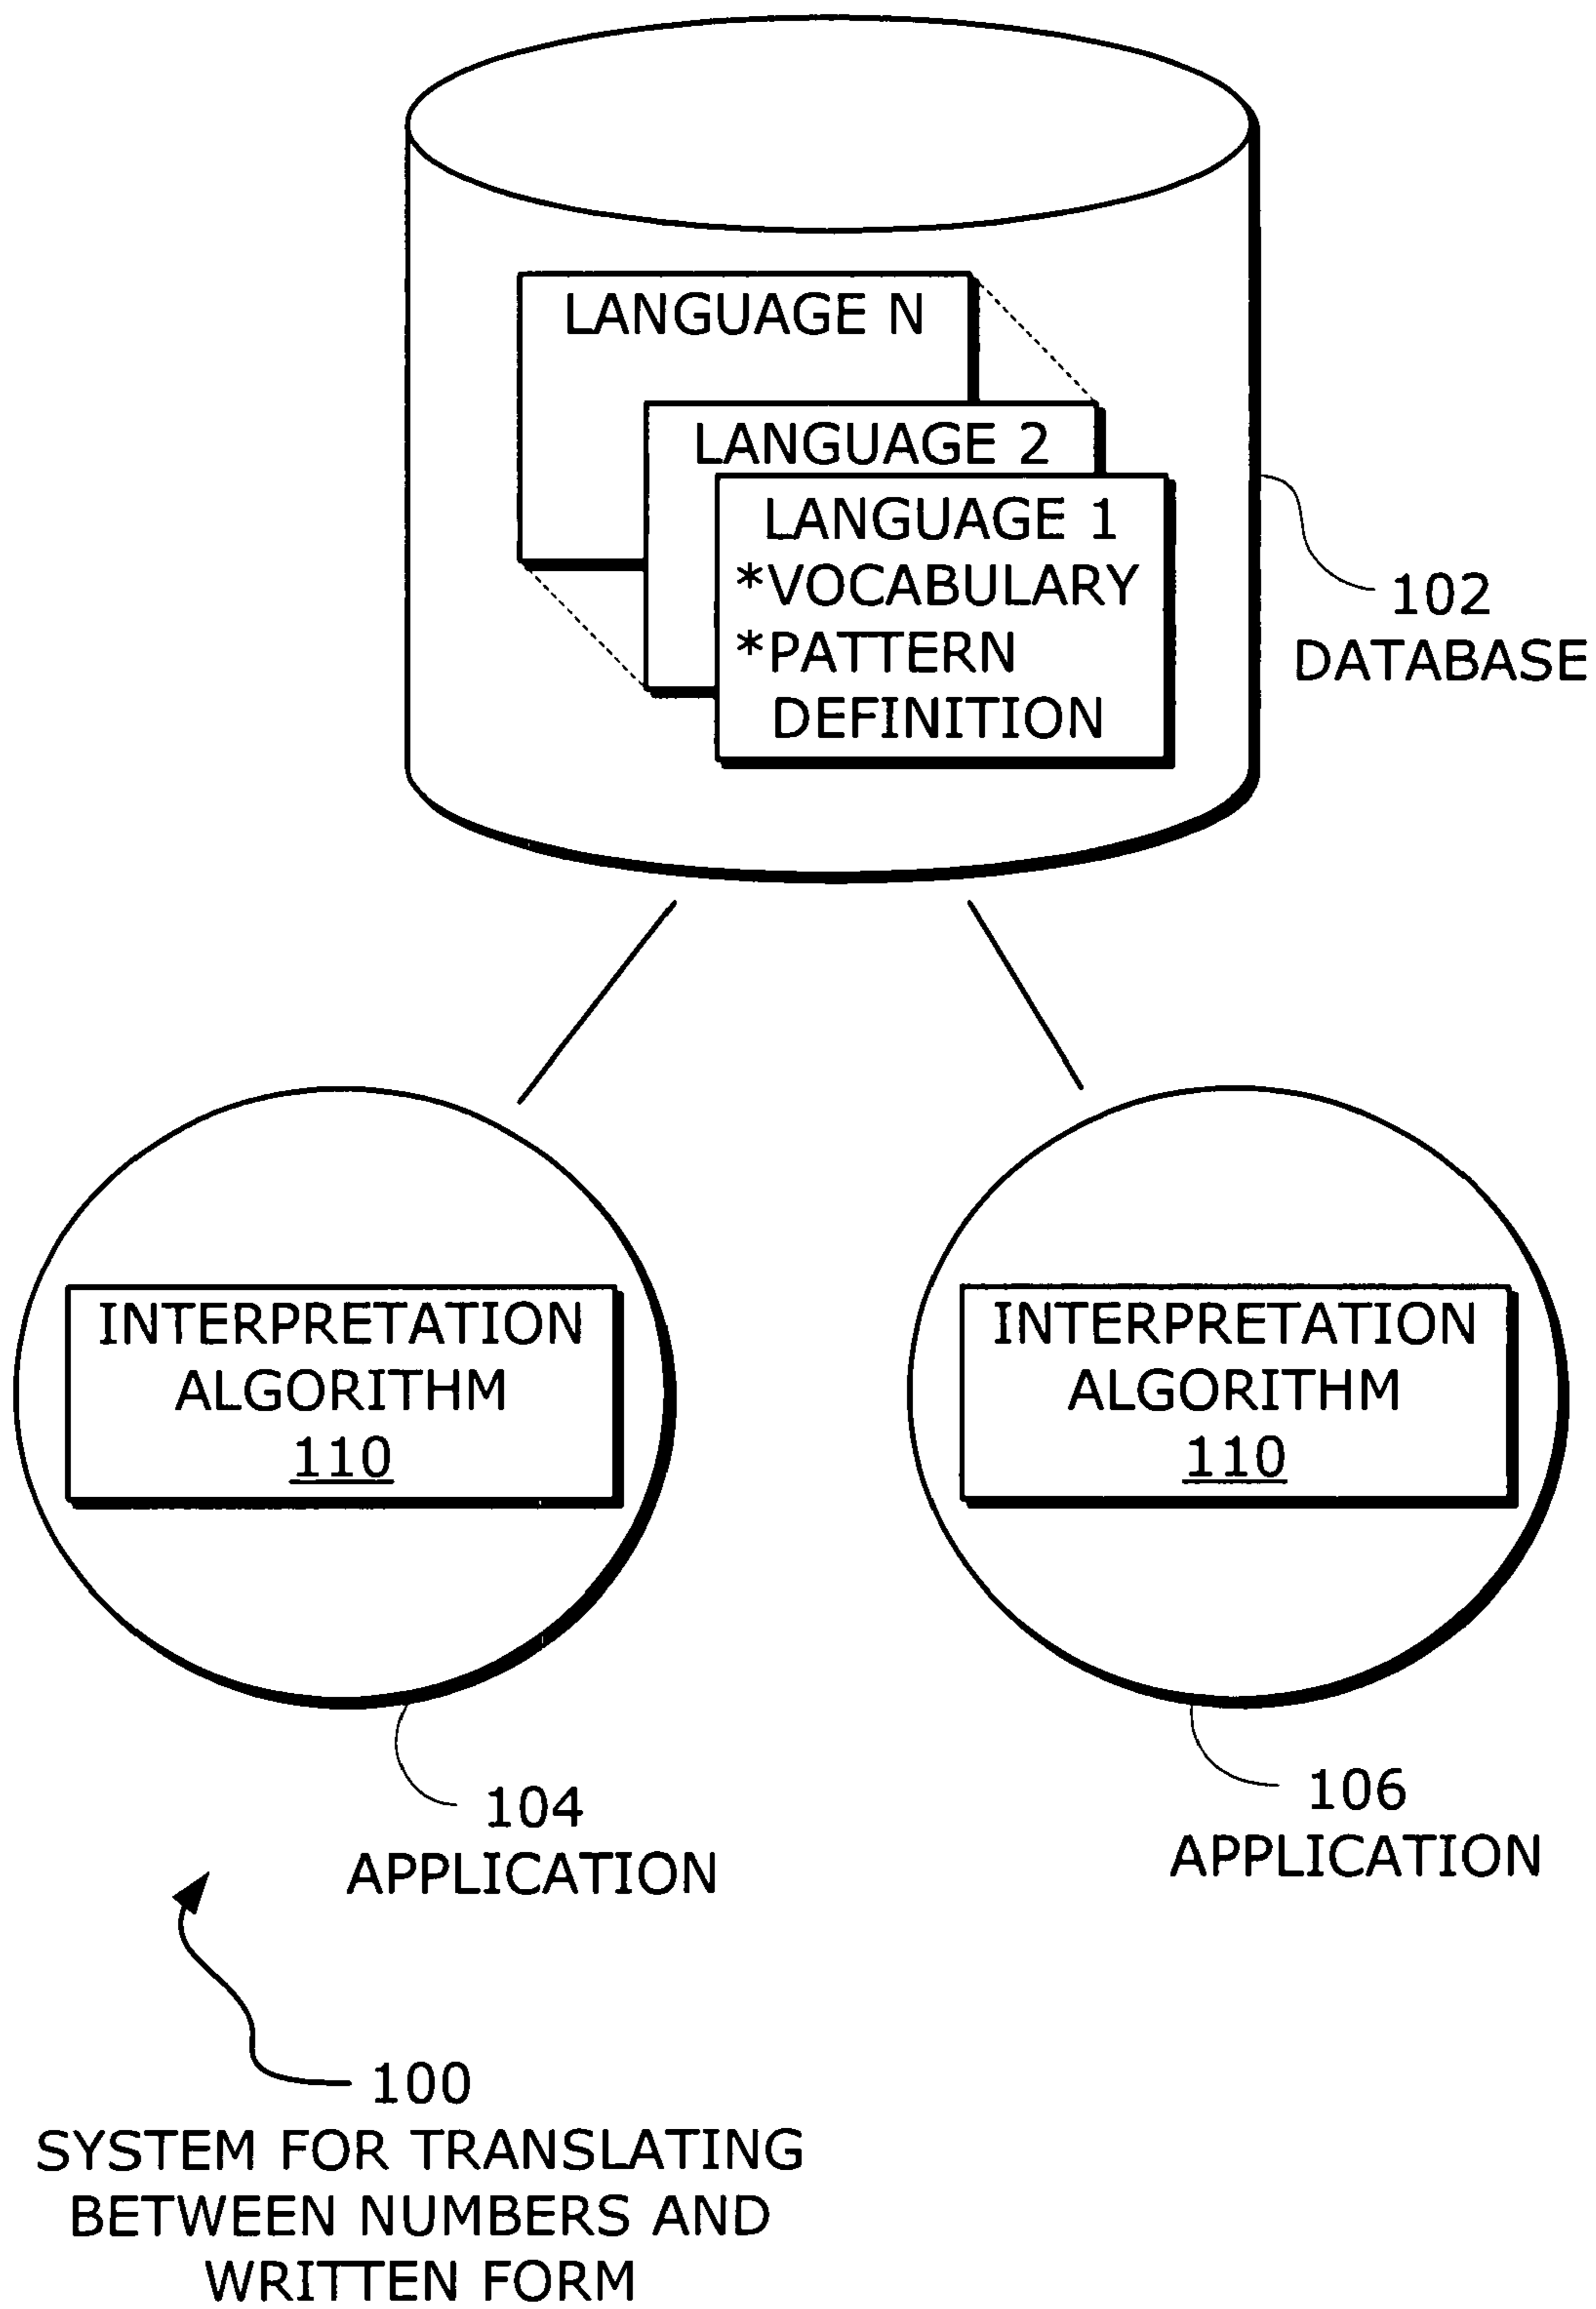 LANGUAGE N
LANGUAGE 2
LANGUAGE 1
*VOCABULARY
*PATTERN
DEFINITION
102
DATABASE
INTERPRETATION
ALGORITHM
110
INTERPRETATION
ALGORITHM
110
104
APPLICATION
106
APPLICATION
100
SYSTEM FOR TRANSLATING
BETWEEN NUMBERS AND
WRITTEN FORM